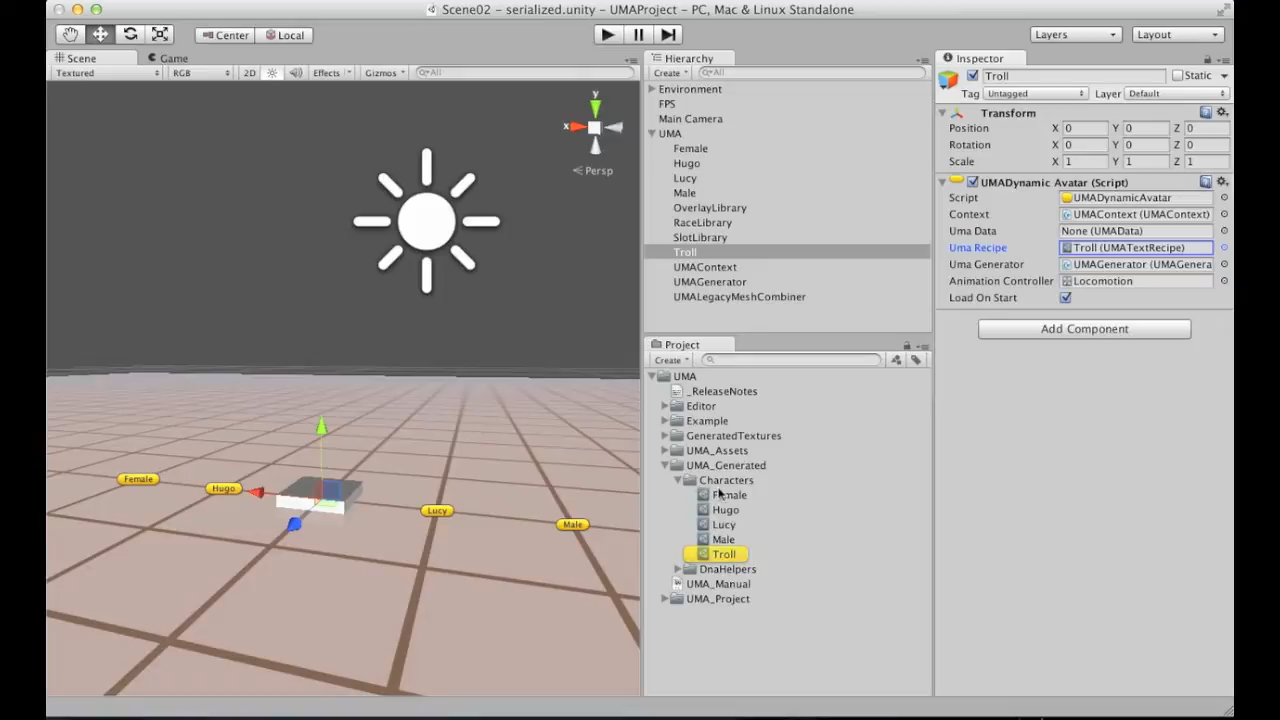 Scene02 - serialized.unity - UMAProject - PC, Mac & Linux Standalone
Center Local Layers Layout
Scene Game
Textured RGB 2D Effects Gizmos All
y
x
Persp
Female
Hugo
Lucy
Male
Hierarchy
Create All
Environment
FPS
Main Camera
UMA
Female
Hugo
Lucy
Male
OverlayLibrary
RaceLibrary
SlotLibrary
Troll
UMAContext
UMAGenerator
UMALegacyMeshCombiner
Project
Create
UMA
_ReleaseNotes
Editor
Example
GeneratedTextures
UMA_Assets
UMA_Generated
Characters
Female
Hugo
Lucy
Male
Troll
DnaHelpers
UMA_Manual
UMA_Project
Inspector
Troll Static
Tag Untagged Layer Default
Transform
Position X 0 Y 0 Z 0
Rotation X 0 Y 0 Z 0
Scale X 1 Y 1 Z 1
UMADynamic Avatar (Script)
Script UMADynamicAvatar
Context UMAContext (UMAContext)
Uma Data None (UMAData)
Uma Recipe Troll (UMATextRecipe)
Uma Generator UMAGenerator (UMAGenera
Animation Controller Locomotion
Load On Start
Add Component